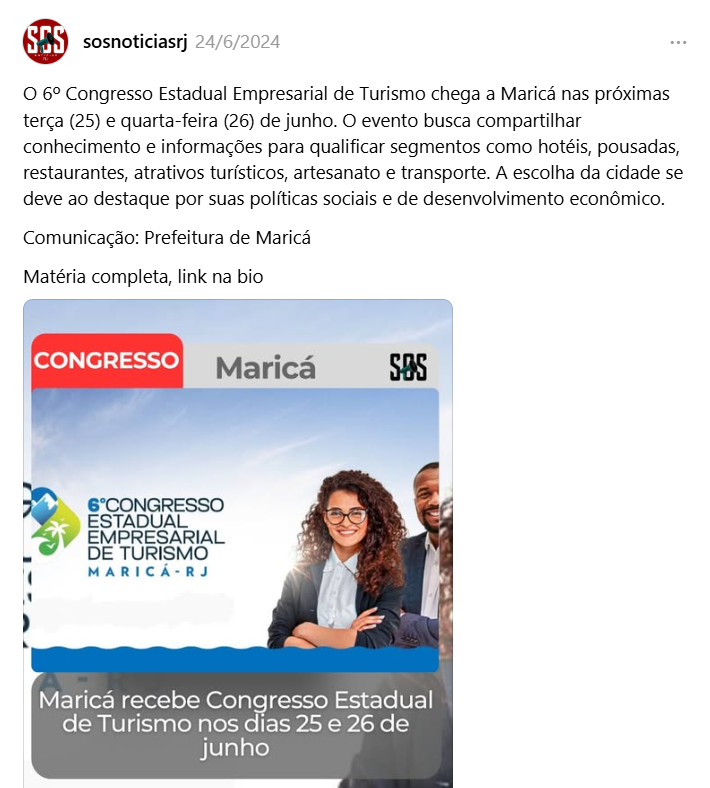 SOS
sosnoticiasrj 24/6/2024
O 6º Congresso Estadual Empresarial de Turismo chega a Maricá nas próximas
terça (25) e quarta-feira (26) de junho. O evento busca compartilhar
conhecimento e informações para qualificar segmentos como hotéis, pousadas,
restaurantes, atrativos turísticos, artesanato e transporte. A escolha da cidade se
deve ao destaque por suas políticas sociais e de desenvolvimento econômico.
Comunicação: Prefeitura de Maricá
Matéria completa, link na bio
CONGRESSO
Maricá
SOS
6ºCONGRESSO
ESTADUAL
EMPRESARIAL
DE TURISMO
MARICÁ-RJ
Maricá recebe Congresso Estadual
de Turismo nos dias 25 e 26 de
junho